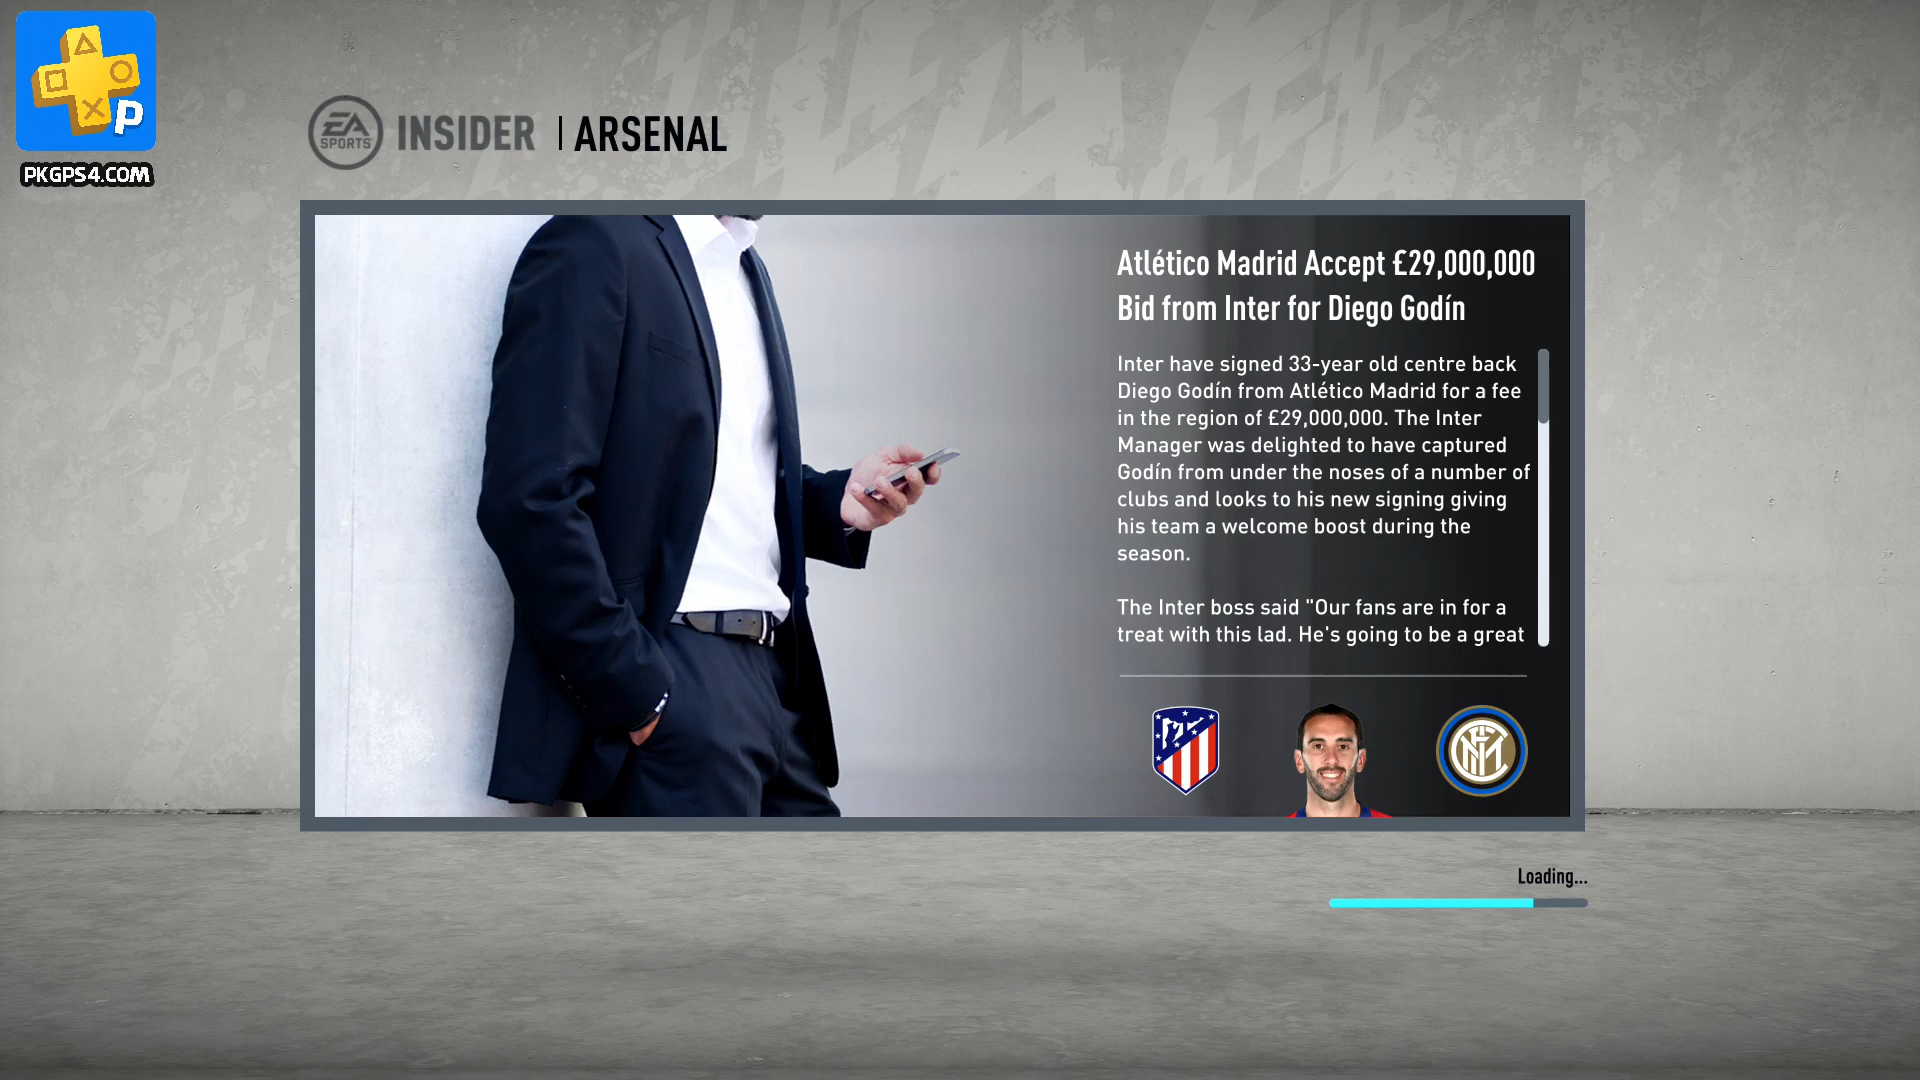 P
PKGPS4.COM
EA
SPORTS
INSIDER | ARSENAL
Atlético Madrid Accept £29,000,000
Bid from Inter for Diego Godín
Inter have signed 33-year old centre back
Diego Godín from Atlético Madrid for a fee
in the region of £29,000,000. The Inter
Manager was delighted to have captured
Godín from under the noses of a number of
clubs and looks to his new signing giving
his team a welcome boost during the
season.
The Inter boss said "Our fans are in for a
treat with this lad. He's going to be a great
Loading...